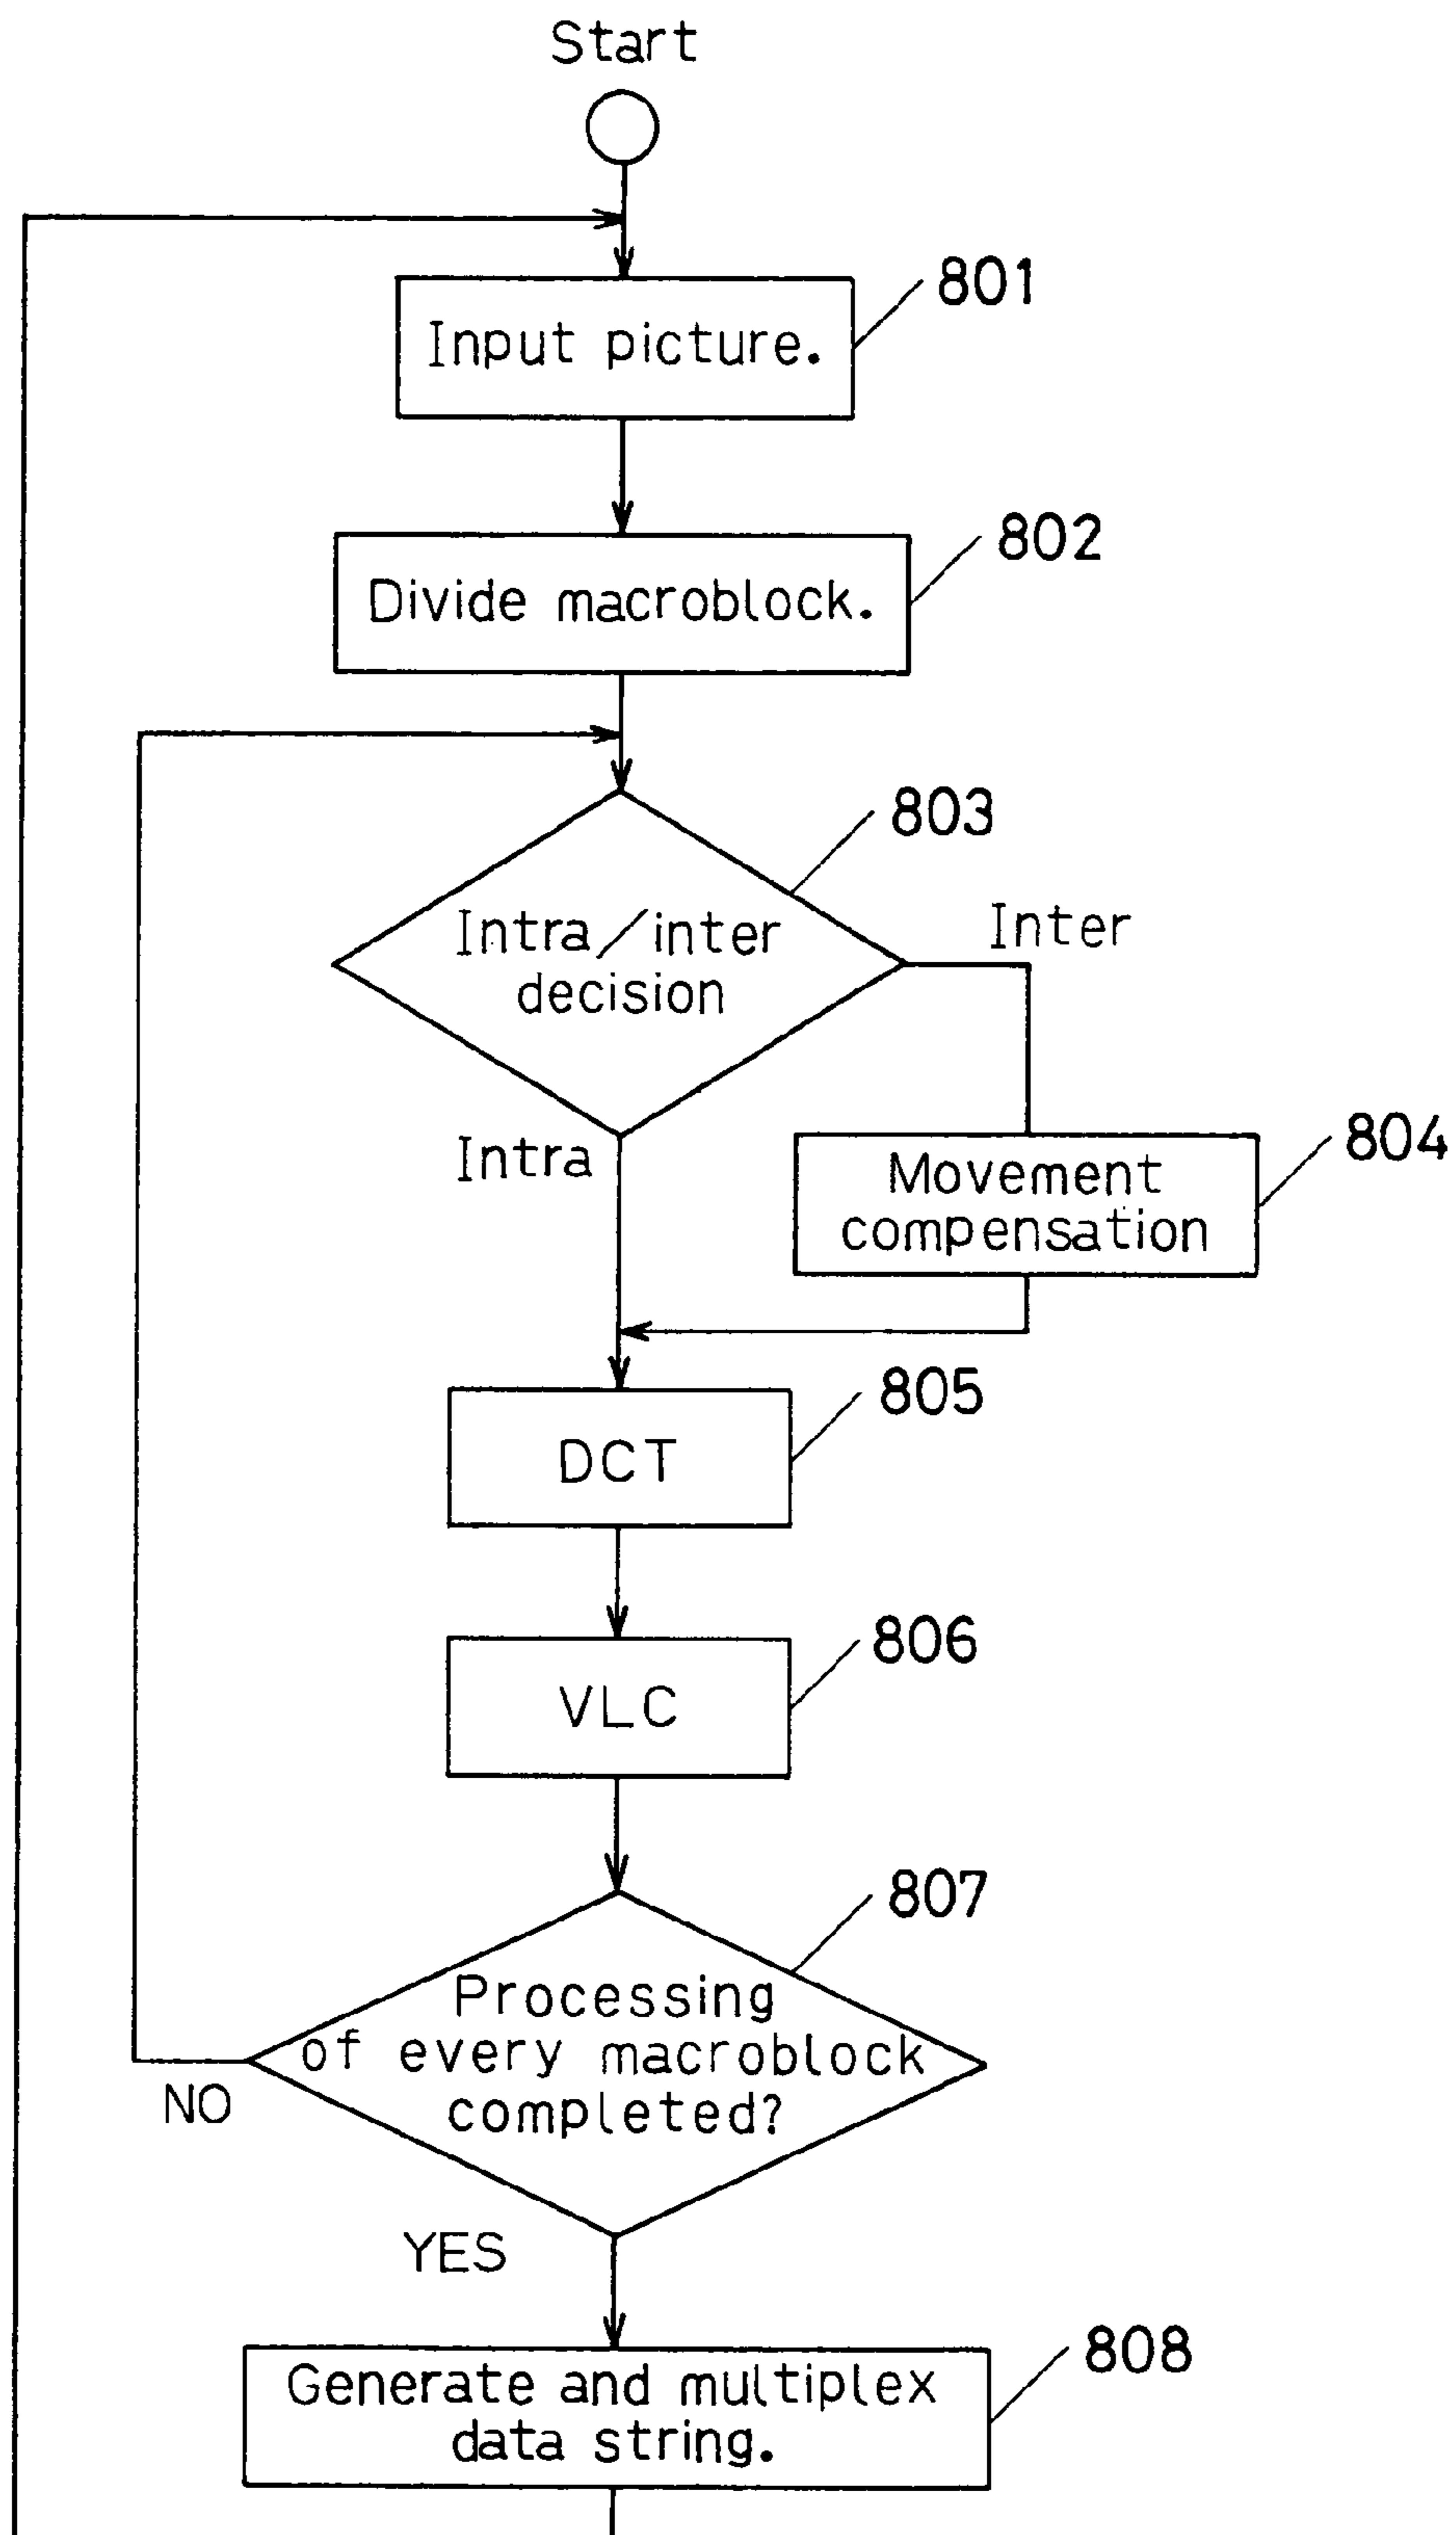 Start
801
Input picture.
802
Divide macroblock.
803
Intra/inter
decision
Inter
Intra
804
Movement
compensation
805
DCT
806
VLC
807
Processing
of every macroblock
completed?
NO
YES
808
Generate and multiplex
data string.